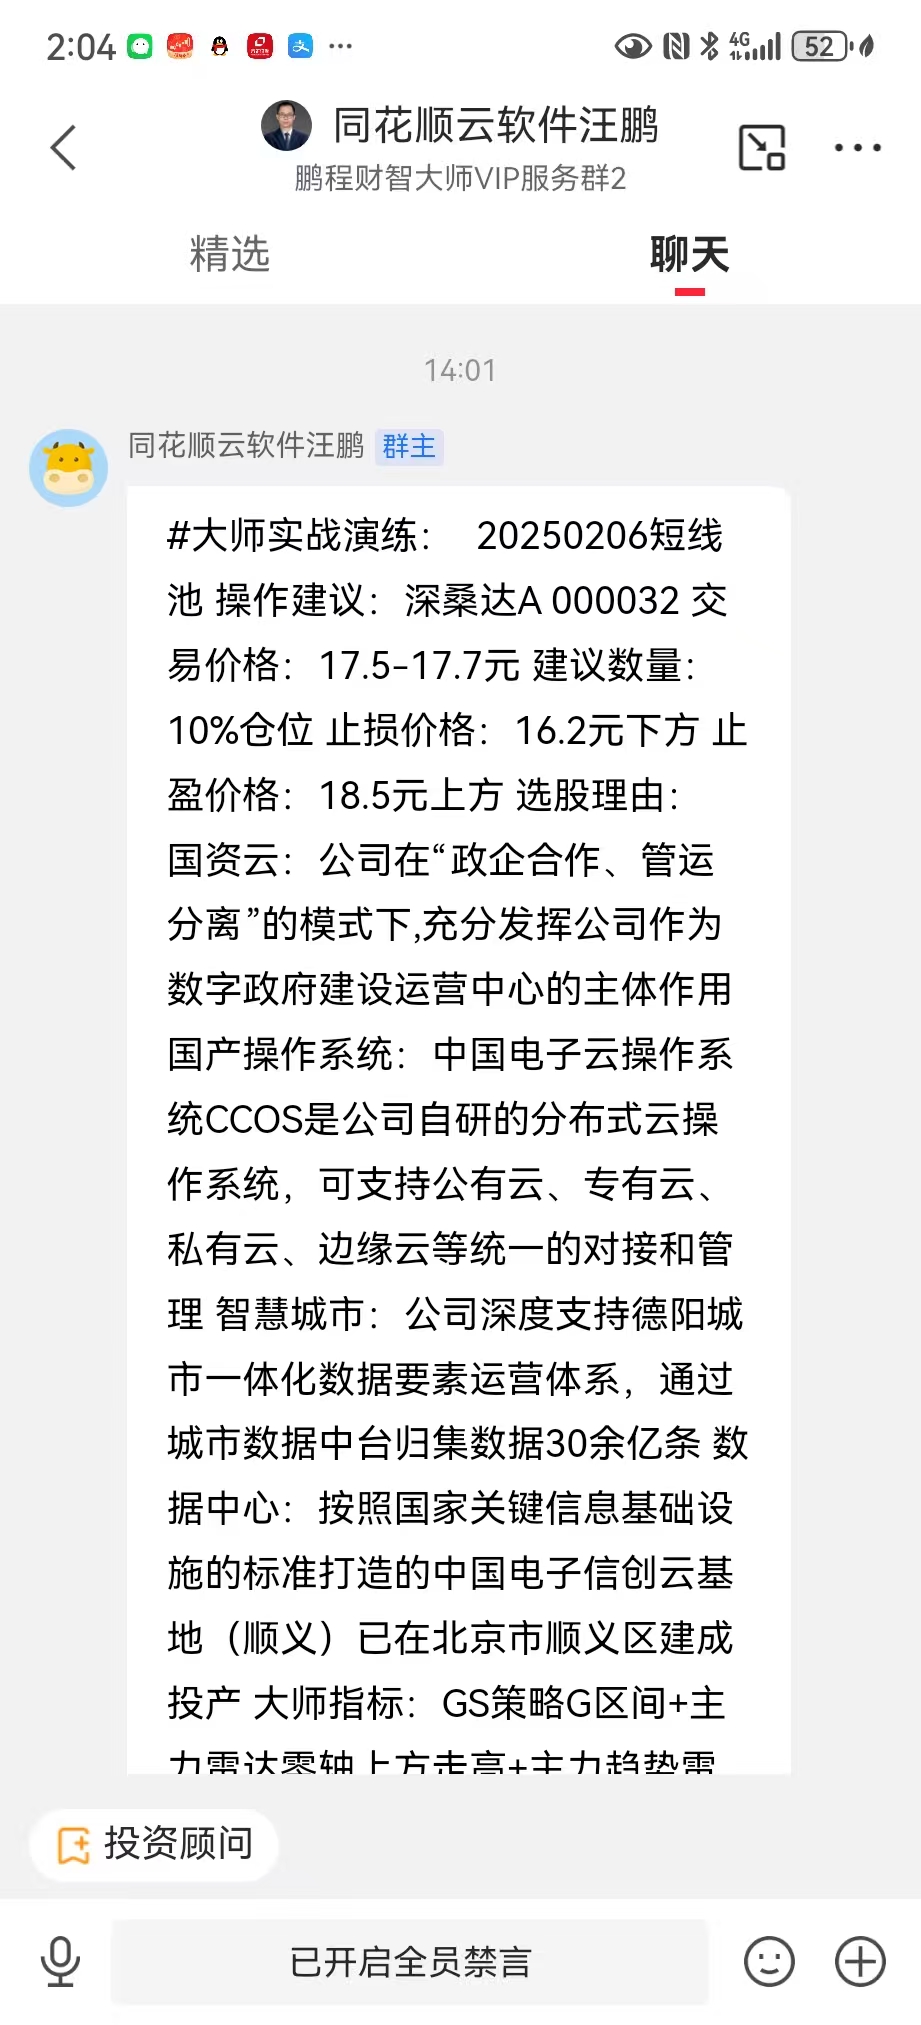 2:04
4G
52
同花顺云软件汪鹏
鹏程财智大师VIP服务群2
精选
聊天
14:01
同花顺云软件汪鹏 群主
#大师实战演练： 20250206短线
池 操作建议：深桑达A 000032 交
易价格：17.5-17.7元 建议数量：
10%仓位 止损价格：16.2元下方 止
盈价格：18.5元上方 选股理由：
国资云：公司在“政企合作、管运
分离”的模式下,充分发挥公司作为
数字政府建设运营中心的主体作用
国产操作系统：中国电子云操作系
统CCOS是公司自研的分布式云操
作系统，可支持公有云、专有云、
私有云、边缘云等统一的对接和管
理 智慧城市：公司深度支持德阳城
市一体化数据要素运营体系，通过
城市数据中台归集数据30余亿条 数
据中心：按照国家关键信息基础设
施的标准打造的中国电子信创云基
地（顺义）已在北京市顺义区建成
投产 大师指标：GS策略G区间+主
力雷达零轴上方走高+主力趋势雷
投资顾问
已开启全员禁言